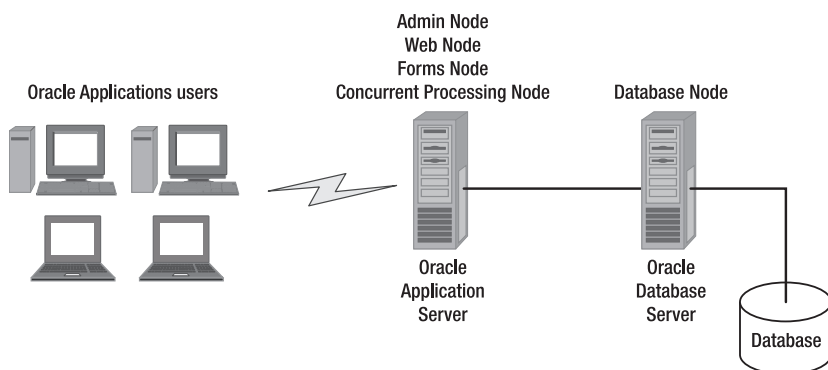 Admin Node
Web Node
Forms Node
Concurrent Processing Node
Oracle Applications users
Database Node
Oracle
Application
Server
Oracle
Database
Server
Database